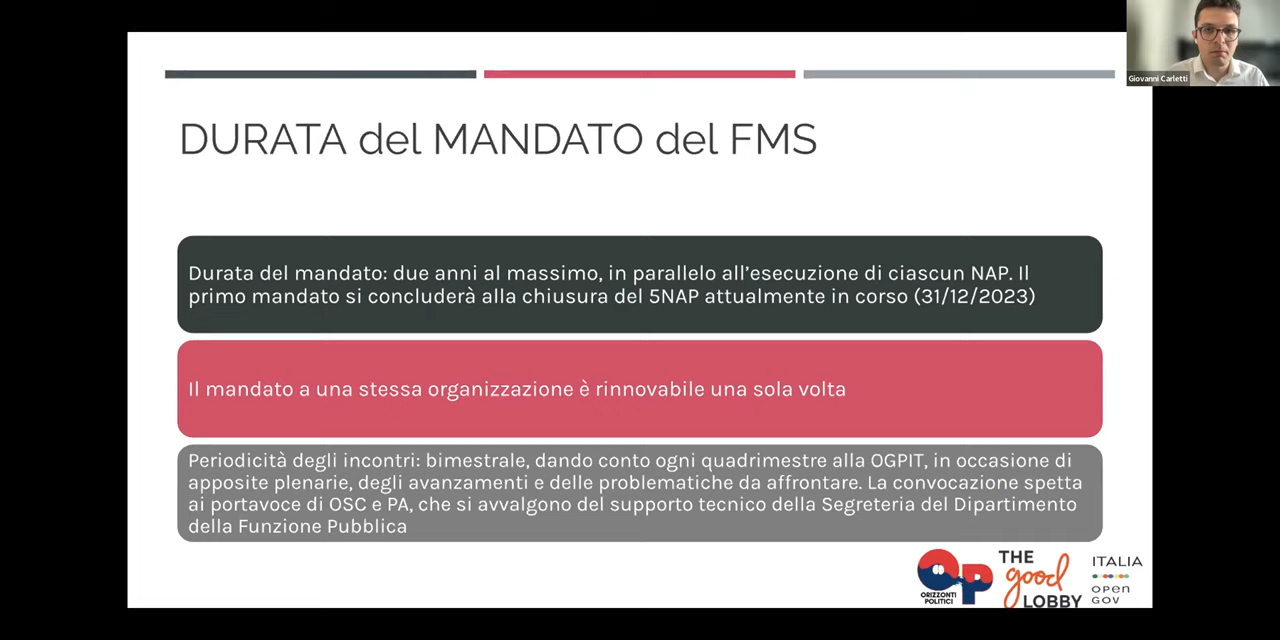 Giovanni Carletti
DURATA del MANDATO del FMS
Durata del mandato: due anni al massimo, in parallelo all’esecuzione di ciascun NAP. Il
primo mandato si concluderà alla chiusura del 5NAP attualmente in corso (31/12/2023)
Il mandato a una stessa organizzazione è rinnovabile una sola volta
Periodicità degli incontri: bimestrale, dando conto ogni quadrimestre alla OGPIT, in occasione di
apposite plenarie, degli avanzamenti e delle problematiche da affrontare. La convocazione spetta
ai portavoce di OSC e PA, che si avvalgono del supporto tecnico della Segreteria del Dipartimento
della Funzione Pubblica
OP
ORIZZONTI
POLITICI
THE
good
LOBBY
ITALIA
OPEN
GOV